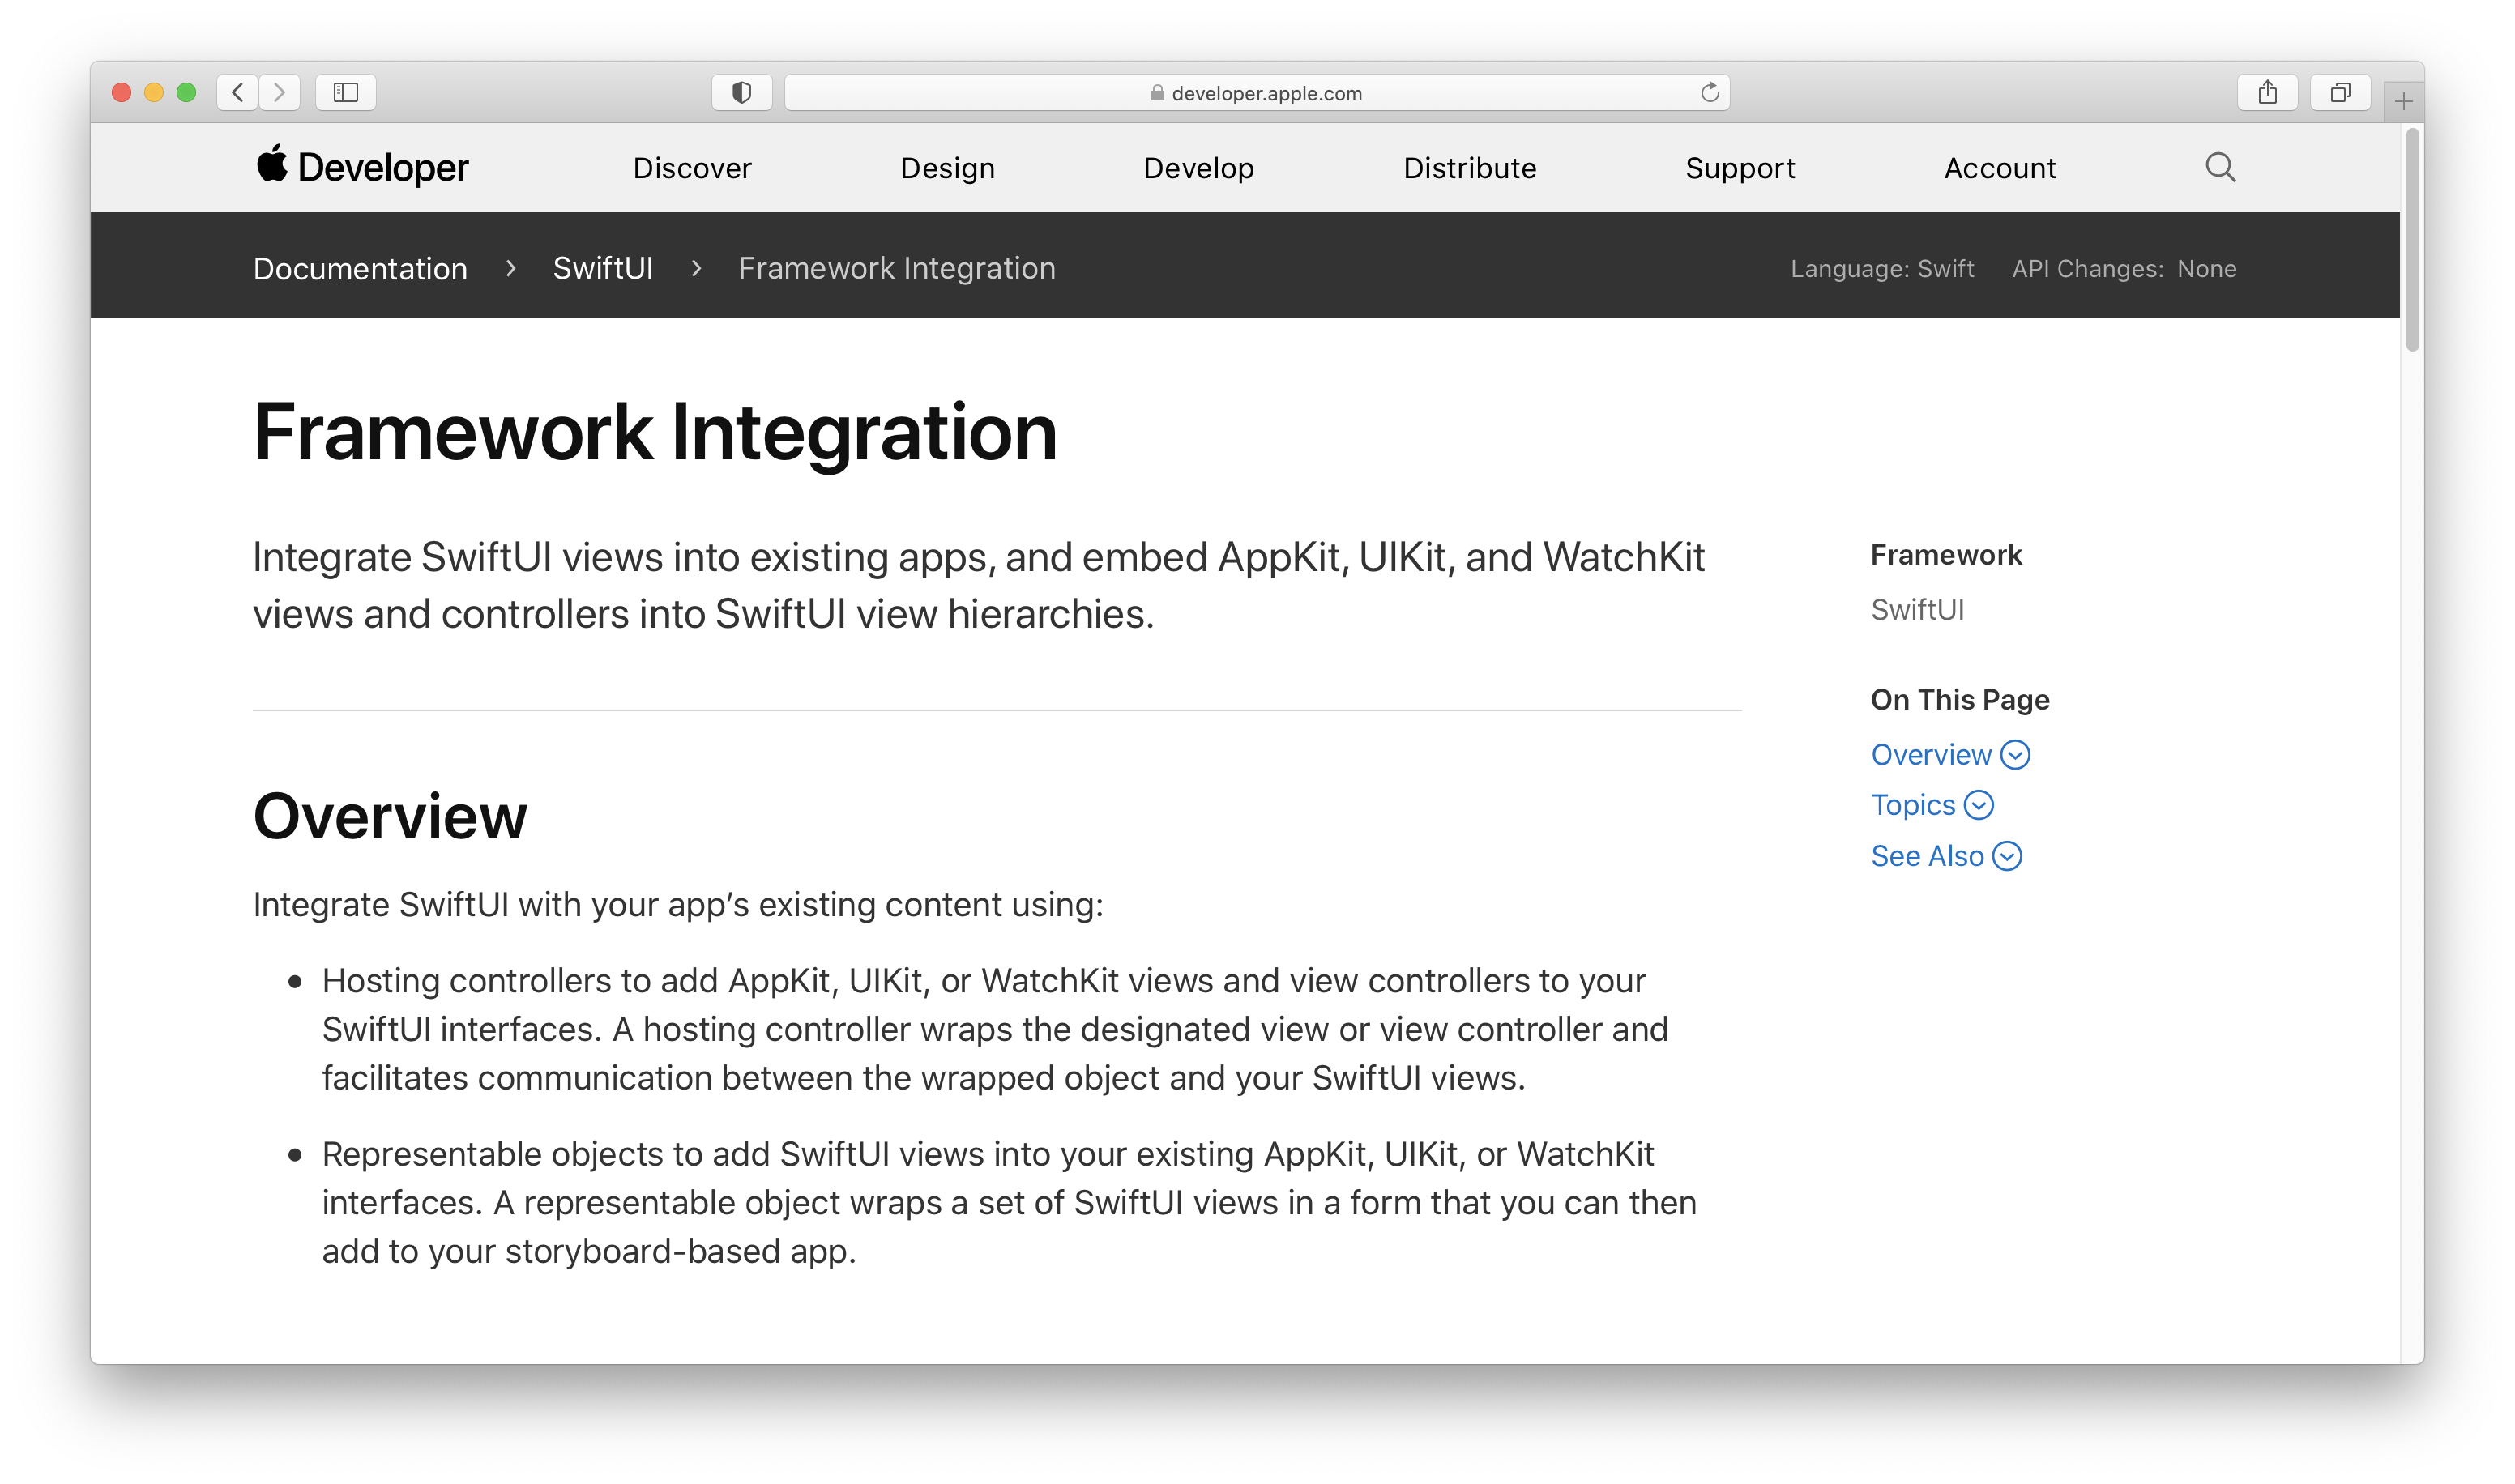 developer.apple.com
Developer
Discover
Design
Develop
Distribute
Support
Account
Documentation
SwiftUI
Framework Integration
Language: Swift
API Changes: None
Framework Integration
Integrate SwiftUI views into existing apps, and embed AppKit, UIKit, and WatchKit
views and controllers into SwiftUI view hierarchies.
Framework
SwiftUI
On This Page
Overview
Topics
See Also
Overview
Integrate SwiftUI with your app’s existing content using:
• Hosting controllers to add AppKit, UIKit, or WatchKit views and view controllers to your
SwiftUI interfaces. A hosting controller wraps the designated view or view controller and
facilitates communication between the wrapped object and your SwiftUI views.
• Representable objects to add SwiftUI views into your existing AppKit, UIKit, or WatchKit
interfaces. A representable object wraps a set of SwiftUI views in a form that you can then
add to your storyboard-based app.